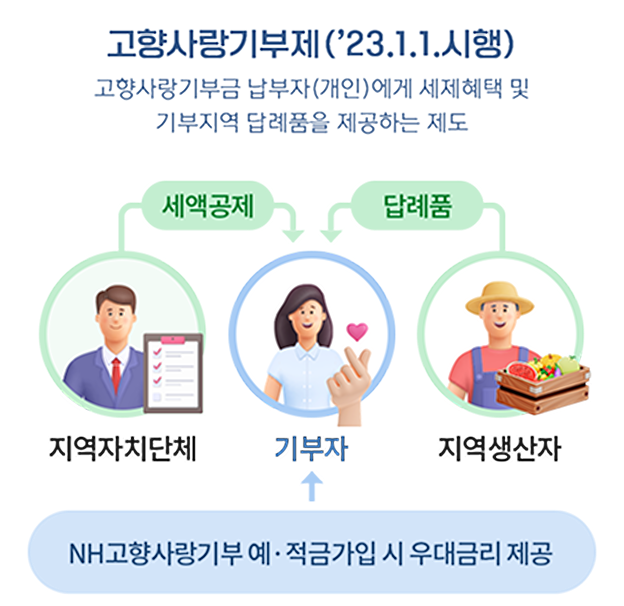 고향사랑기부제(’23.1.1.시행)
고향사랑기부금 납부자(개인)에게 세제혜택 및
기부지역 답례품을 제공하는 제도
세액공제
답례품
지역자치단체
기부자
지역생산자
NH고향사랑기부 예·적금가입 시 우대금리 제공